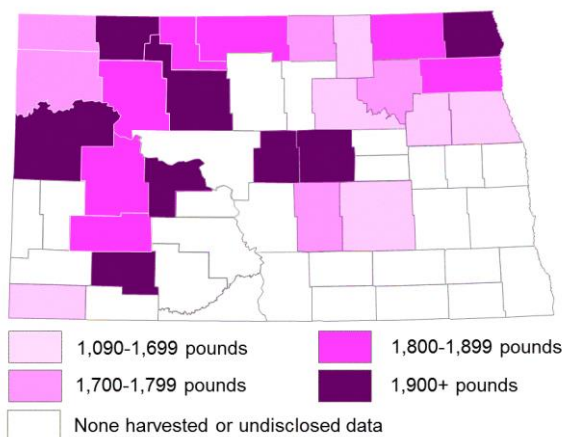 1,090-1,699 pounds
1,800-1,899 pounds
1,700-1,799 pounds
1,900+ pounds
None harvested or undisclosed data